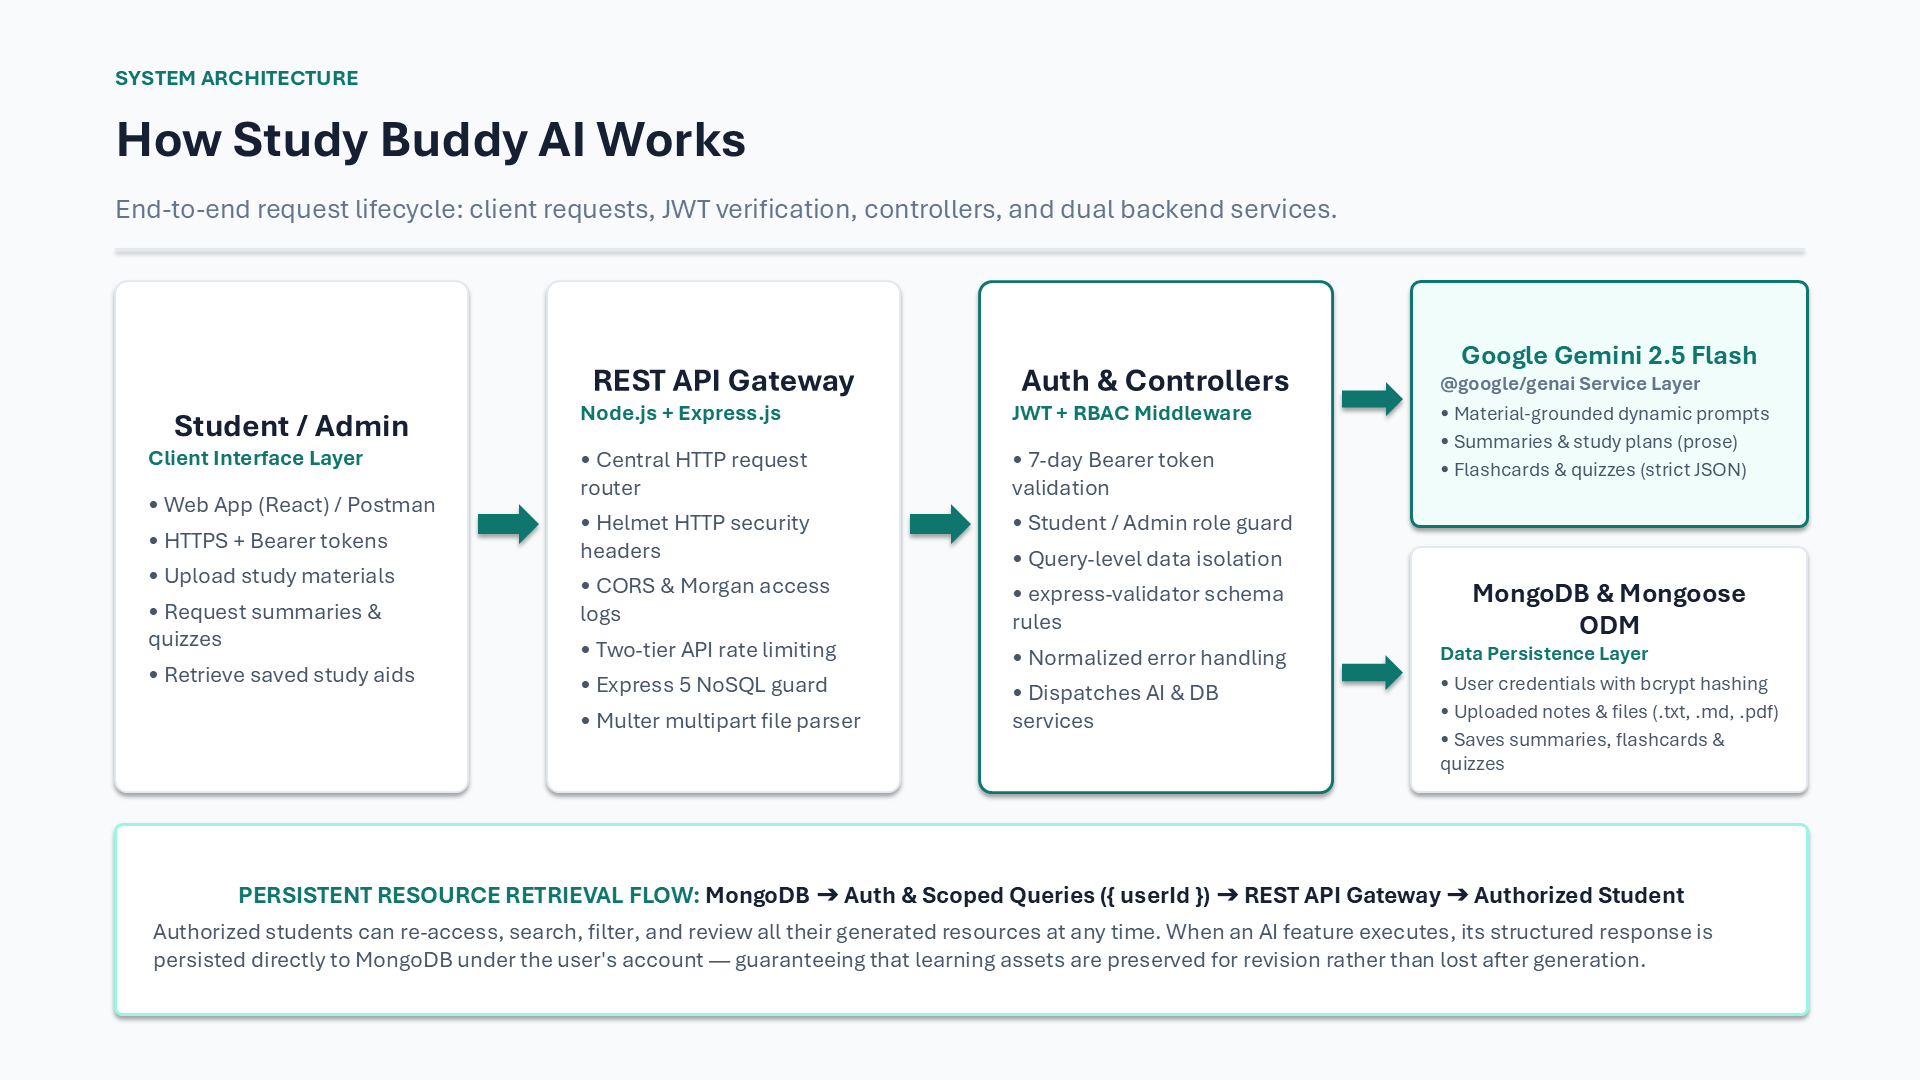 SYSTEM ARCHITECTURE
How Study Buddy AI Works
End-to-end request lifecycle: client requests, JWT verification, controllers, and dual backend services.
Student / Admin
Client Interface Layer
• Web App (React) / Postman
• HTTPS + Bearer tokens
• Upload study materials
• Request summaries &
quizzes
• Retrieve saved study aids
REST API Gateway
Node.js + Express.js
• Central HTTP request
router
• Helmet HTTP security
headers
• CORS & Morgan access
logs
• Two-tier API rate limiting
• Express 5 NoSQL guard
• Multer multipart file parser
Auth & Controllers
JWT + RBAC Middleware
• 7-day Bearer token
validation
• Student / Admin role guard
• Query-level data isolation
• express-validator schema
rules
• Normalized error handling
• Dispatches AI & DB
services
Google Gemini 2.5 Flash
@google/genai Service Layer
• Material-grounded dynamic prompts
• Summaries & study plans (prose)
• Flashcards & quizzes (strict JSON)
MongoDB & Mongoose
ODM
Data Persistence Layer
• User credentials with bcrypt hashing
• Uploaded notes & files (.txt, .md, .pdf)
• Saves summaries, flashcards &
quizzes
PERSISTENT RESOURCE RETRIEVAL FLOW: MongoDB ➔ Auth & Scoped Queries ({ userId }) ➔ REST API Gateway ➔ Authorized Student
Authorized students can re-access, search, filter, and review all their generated resources at any time. When an AI feature executes, its structured response is
persisted directly to MongoDB under the user's account — guaranteeing that learning assets are preserved for revision rather than lost after generation.